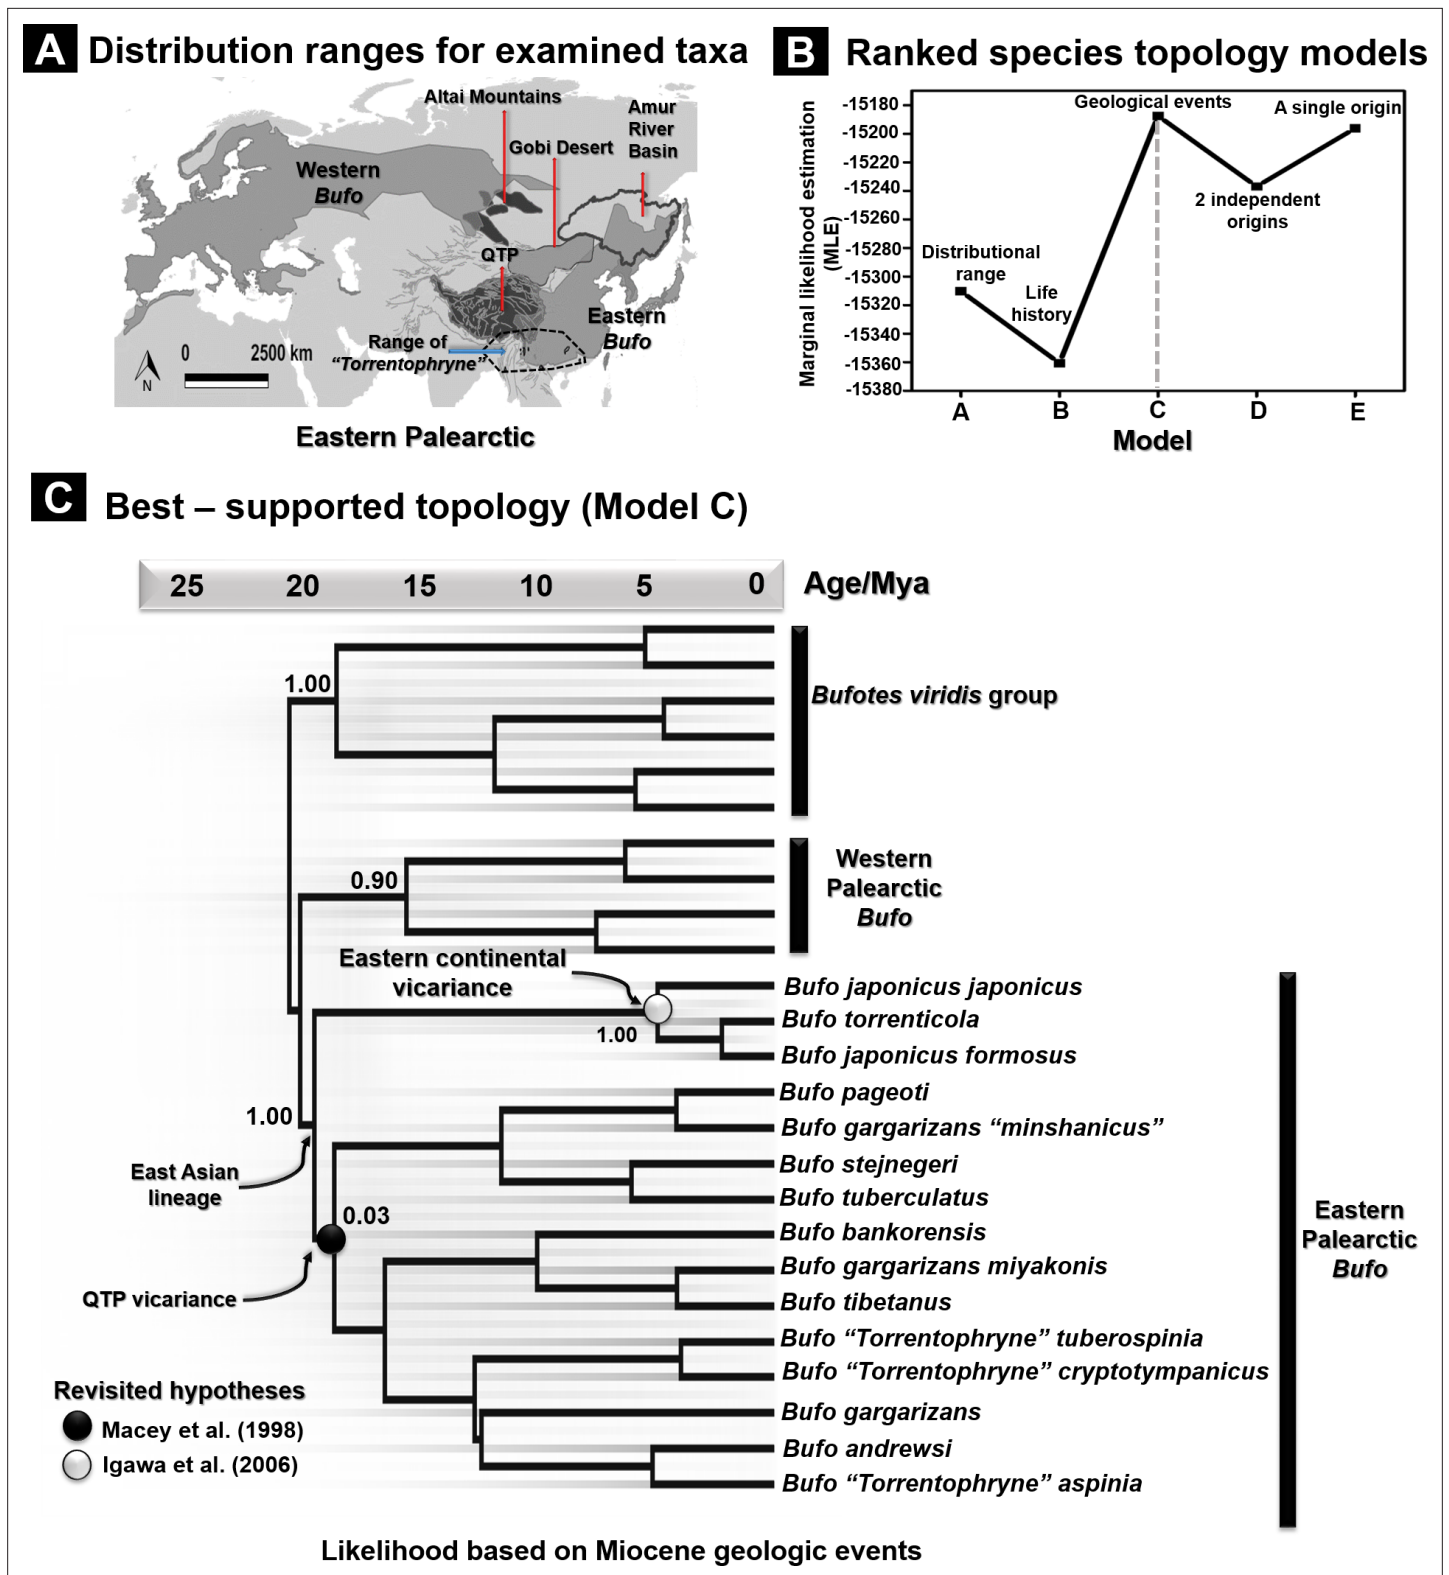 A Distribution ranges for examined taxa
Altai Mountains
Amur
River
Basin
Gobi Desert
Western
Bufo
QTP
Eastern
Bufo
Range of
“Torrentophryne”
0 2500 km
N
Eastern Palearctic
B Ranked species topology models
Marginal likelihood estimation
(MLE)
-15180
-15200
-15220
-15240
-15260
-15280
-15300
-15320
-15340
-15360
-15380
Geological events
A single origin
2 independent
origins
Distributional
range
Life
history
A B C D E
Model
C Best – supported topology (Model C)
25 20 15 10 5 0 Age/Mya
1.00
Bufotes viridis group
0.90
Western
Palearctic
Bufo
Eastern continental
vicariance
1.00
Bufo japonicus japonicus
Bufo torrenticola
Bufo japonicus formosus
Bufo pageoti
1.00
Bufo gargarizans “minshanicus”
East Asian
lineage
Bufo stejnegeri
Bufo tuberculatus
0.03
Bufo bankorensis
Eastern
Palearctic
Bufo
Bufo gargarizans miyakonis
QTP vicariance
Bufo tibetanus
Bufo “Torrentophryne” tuberospinia
Bufo “Torrentophryne” cryptotympanicus
Bufo gargarizans
Bufo andrewsi
Bufo “Torrentophryne” aspinia
Revisited hypotheses
Macey et al. (1998)
Igawa et al. (2006)
Likelihood based on Miocene geologic events